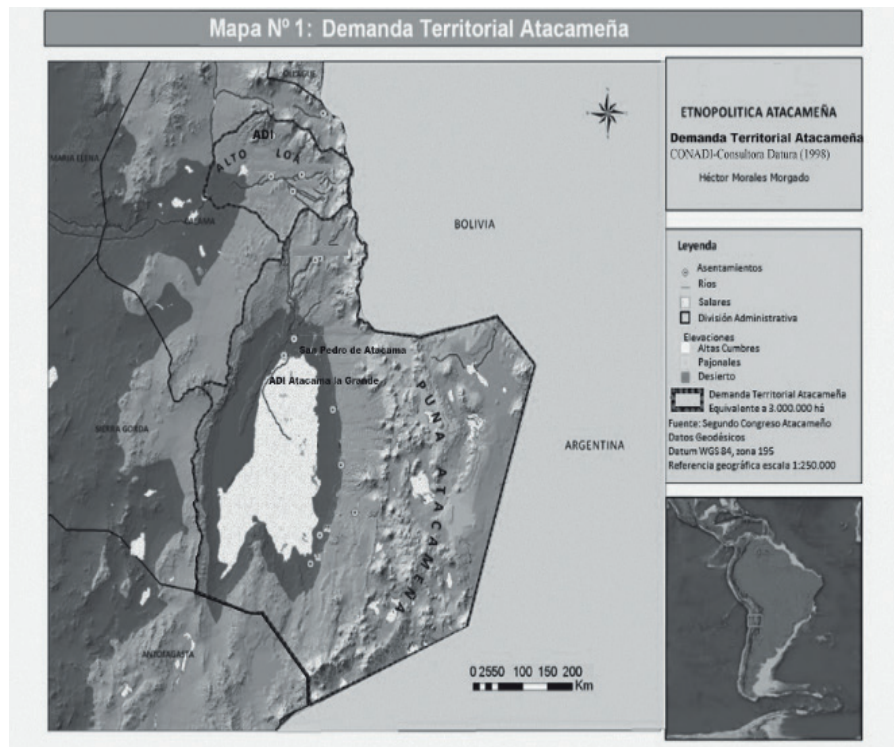 Mapa Nº 1: Demanda Territorial Atacameña
OLLAGUE
ADI
ALTO LOA
MARIA ELENA
CALAMA
BOLIVIA
San Pedro de Atacama
ADI Atacama la Grande
PUNA ATACAMEÑA
SIERRA GORDA
ARGENTINA
ANTOFAGASTA
0 25 50 100 150 200
Km
ETNOPOLITICA ATACAMEÑA
Demanda Territorial Atacameña
CONADI-Consultora Datura (1998)
Héctor Morales Morgado
Leyenda
Asentamientos
Rios
Salares
División Administrativa
Elevaciones
Altas Cumbres
Pajonales
Desierto
Demanda Territorial Atacameña
Equivalente a 3.000.000 há
Fuente: Segundo Congreso Atacameño
Datos Geodésicos
Datum WGS 84, zona 195
Referencia geográfica escala 1:250.000